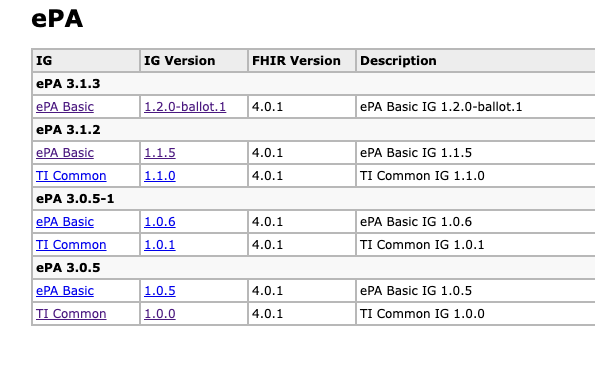 ePA
IG IG Version FHIR Version Description
ePA 3.1.3
ePA Basic 1.2.0-ballot.1 4.0.1 ePA Basic IG 1.2.0-ballot.1
ePA 3.1.2
ePA Basic 1.1.5 4.0.1 ePA Basic IG 1.1.5
TI Common 1.1.0 4.0.1 TI Common IG 1.1.0
ePA 3.0.5-1
ePA Basic 1.0.6 4.0.1 ePA Basic IG 1.0.6
TI Common 1.0.1 4.0.1 TI Common IG 1.0.1
ePA 3.0.5
ePA Basic 1.0.5 4.0.1 ePA Basic IG 1.0.5
TI Common 1.0.0 4.0.1 TI Common IG 1.0.0